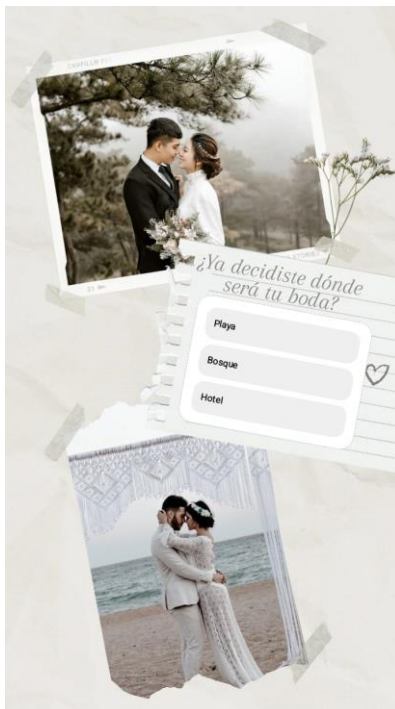 ¿Ya decidiste dónde
será tu boda?
Playa
Bosque
Hotel